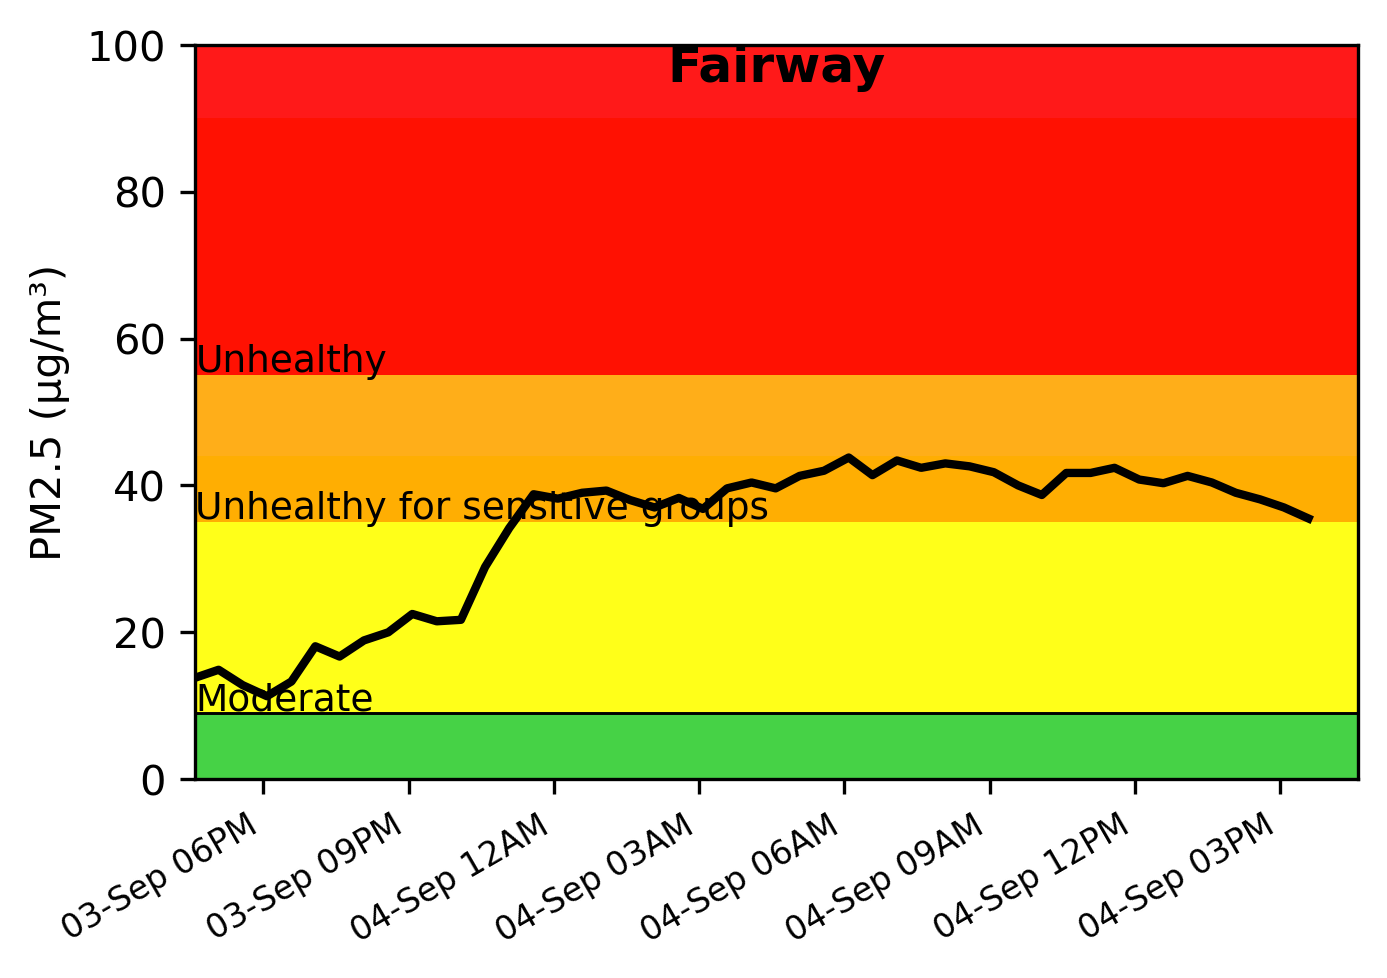 Fairway
100
80
60
40
20
0
PM2.5 (µg/m³)
Unhealthy
Unhealthy for sensitive groups
Moderate
03-Sep 06PM
03-Sep 09PM
04-Sep 12AM
04-Sep 03AM
04-Sep 06AM
04-Sep 09AM
04-Sep 12PM
04-Sep 03PM